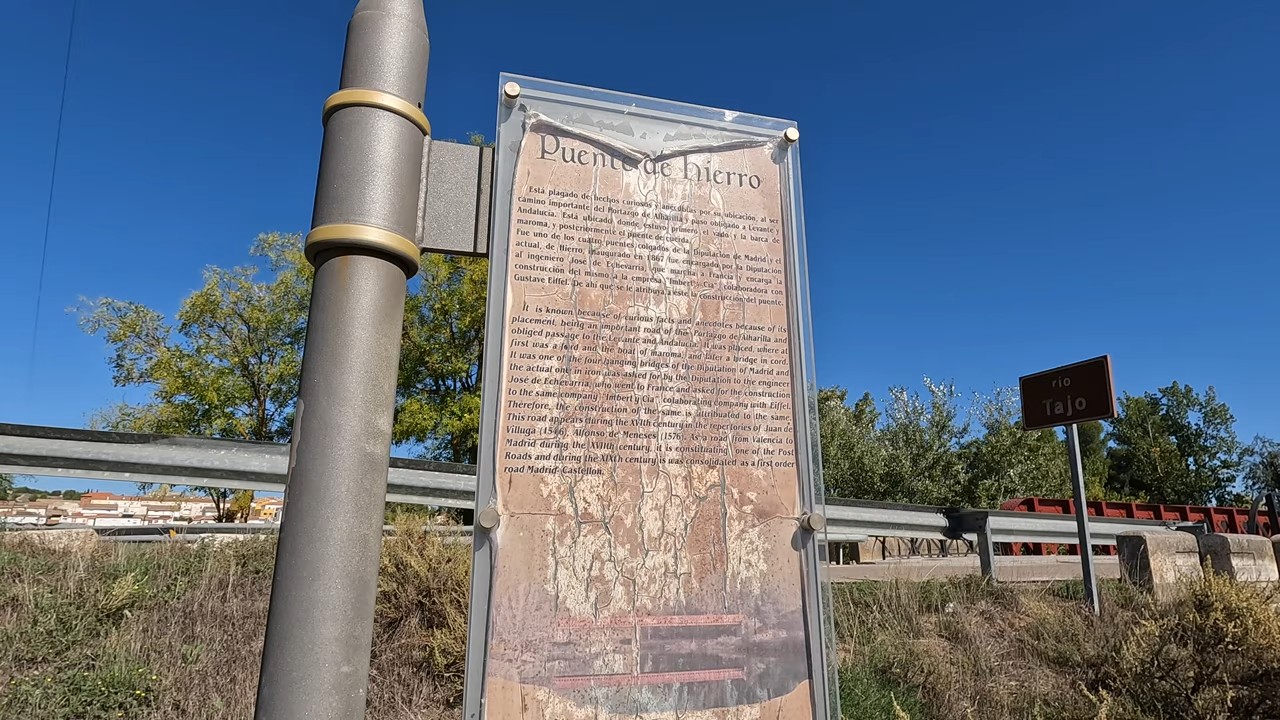 Puente de hierro
Está plagado de hechos curiosos y anécdotas por su ubicación, al ser
camino importante del Portazgo de Alharilla y paso obligado a Levante y
Andalucía. Está ubicado donde estuvo primero el vado y la barca de
maroma, y posteriormente el puente de cuerda.
Fue uno de los cuatro puentes colgados de la Diputación de Madrid y el
actual, de Hierro, inaugurado en 1867 fue encargado por la Diputación
al ingeniero José de Echevarria, que marcha a Francia y encarga la
construcción del mismo a la empresa "Imbert y Cia", colaboradora con
Gustave Eiffel. De ahí que se le atribuya a éste la construcción del puente.
It is known because of curious facts and anecdotes because of its
placement, being an important road of the Portazgo de Alharilla and
obliged passage to the Levante and Andalucia. It was placed, where at
first was a ford and the boat of maroma, and later a bridge in cord.
It was one of the four hanging bridges of the Diputation of Madrid and
the actual one in iron was asked for by the Diputation to the engineer
José de Echevarria, who went to France and asked for the construction
to the same company "Imbert y Cia", colaborating company with Eiffel.
Therefore, the construction of the same is attribuated to the same.
This road appears during the XVIth century in the repertories of Juan de
Villuga (1546), Alfonso de Meneses (1576). As a road from Valencia to
Madrid during the XVIIth century, it is constituating one of the Post
Roads and during the XIXth century is was consolidated as a first order
road Madrid-Castellon.
río
Tajo